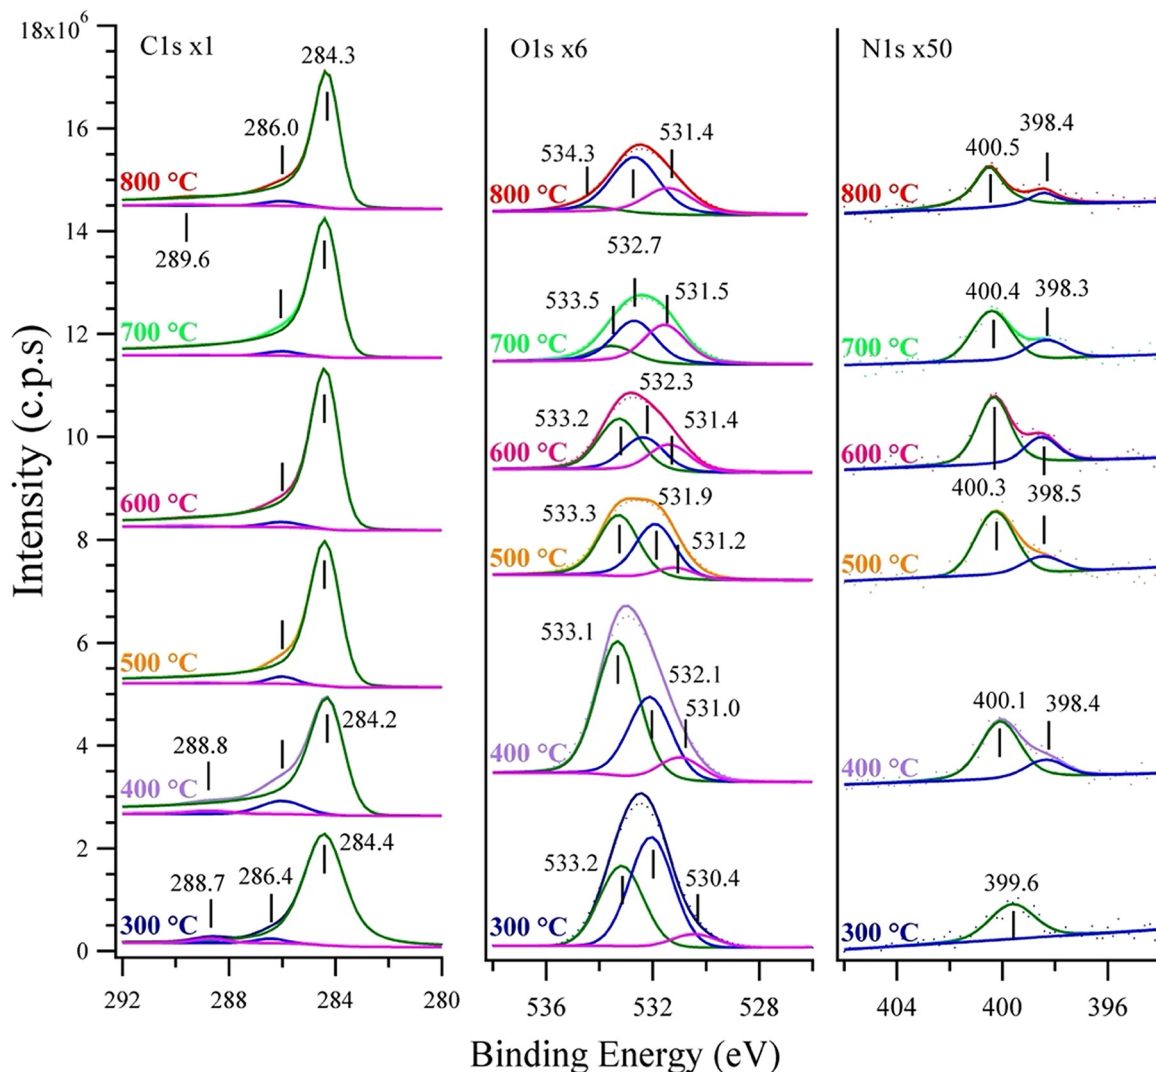 18x10⁶
C1s x1
284.3
286.0
800 °C
289.6
16
14
700 °C
12
600 °C
10
8
500 °C
6
288.8
284.2
400 °C
4
288.7
286.4
284.4
300 °C
2
0
292
288
284
280
Intensity (c.p.s)
O1s x6
534.3
531.4
800 °C
532.7
533.5
531.5
700 °C
532.3
533.2
531.4
600 °C
533.3
531.9
531.2
500 °C
533.1
532.1
531.0
400 °C
533.2
530.4
300 °C
536
532
528
N1s x50
398.4
400.5
800 °C
400.4
398.3
700 °C
600 °C
400.3
398.5
500 °C
400.1
398.4
400 °C
399.6
300 °C
404
400
396
Binding Energy (eV)